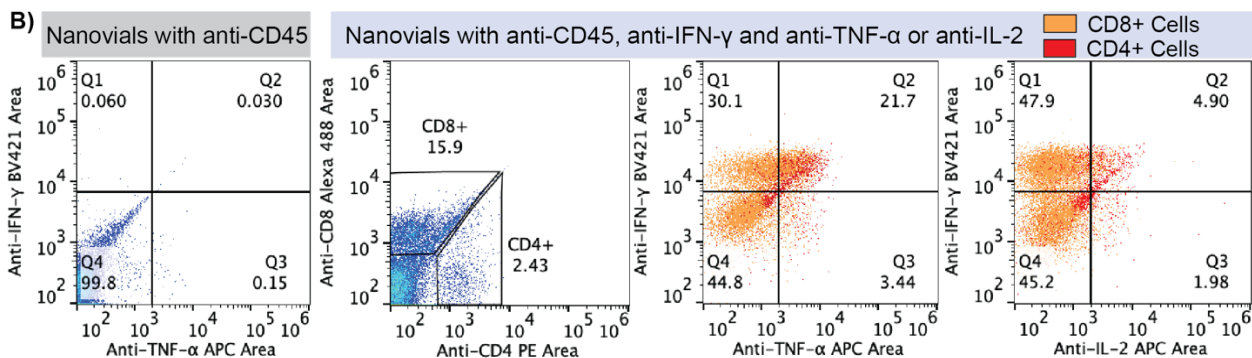 B)
Nanovials with anti-CD45
Nanovials with anti-CD45, anti-IFN-γ and anti-TNF-α or anti-IL-2
CD8+ Cells
CD4+ Cells
Anti-IFN-γ BV421 Area
10^6
10^5
10^4
10^3
10^2
Q1
0.060
Q2
0.030
Q4
99.8
Q3
0.15
10^2 10^3 10^4 10^5 10^6
Anti-TNF-α APC Area
Anti-CD8 Alexa 488 Area
10^6
10^5
10^4
10^3
10^2
CD8+
15.9
CD4+
2.43
10^2 10^3 10^4 10^5 10^6
Anti-CD4 PE Area
Anti-IFN-γ BV421 Area
10^6
10^5
10^4
10^3
10^2
Q1
30.1
Q2
21.7
Q4
44.8
Q3
3.44
10^2 10^3 10^4 10^5 10^6
Anti-TNF-α APC Area
Anti-IFN-γ BV421 Area
10^6
10^5
10^4
10^3
10^2
Q1
47.9
Q2
4.90
Q4
45.2
Q3
1.98
10^2 10^3 10^4 10^5 10^6
Anti-IL-2 APC Area